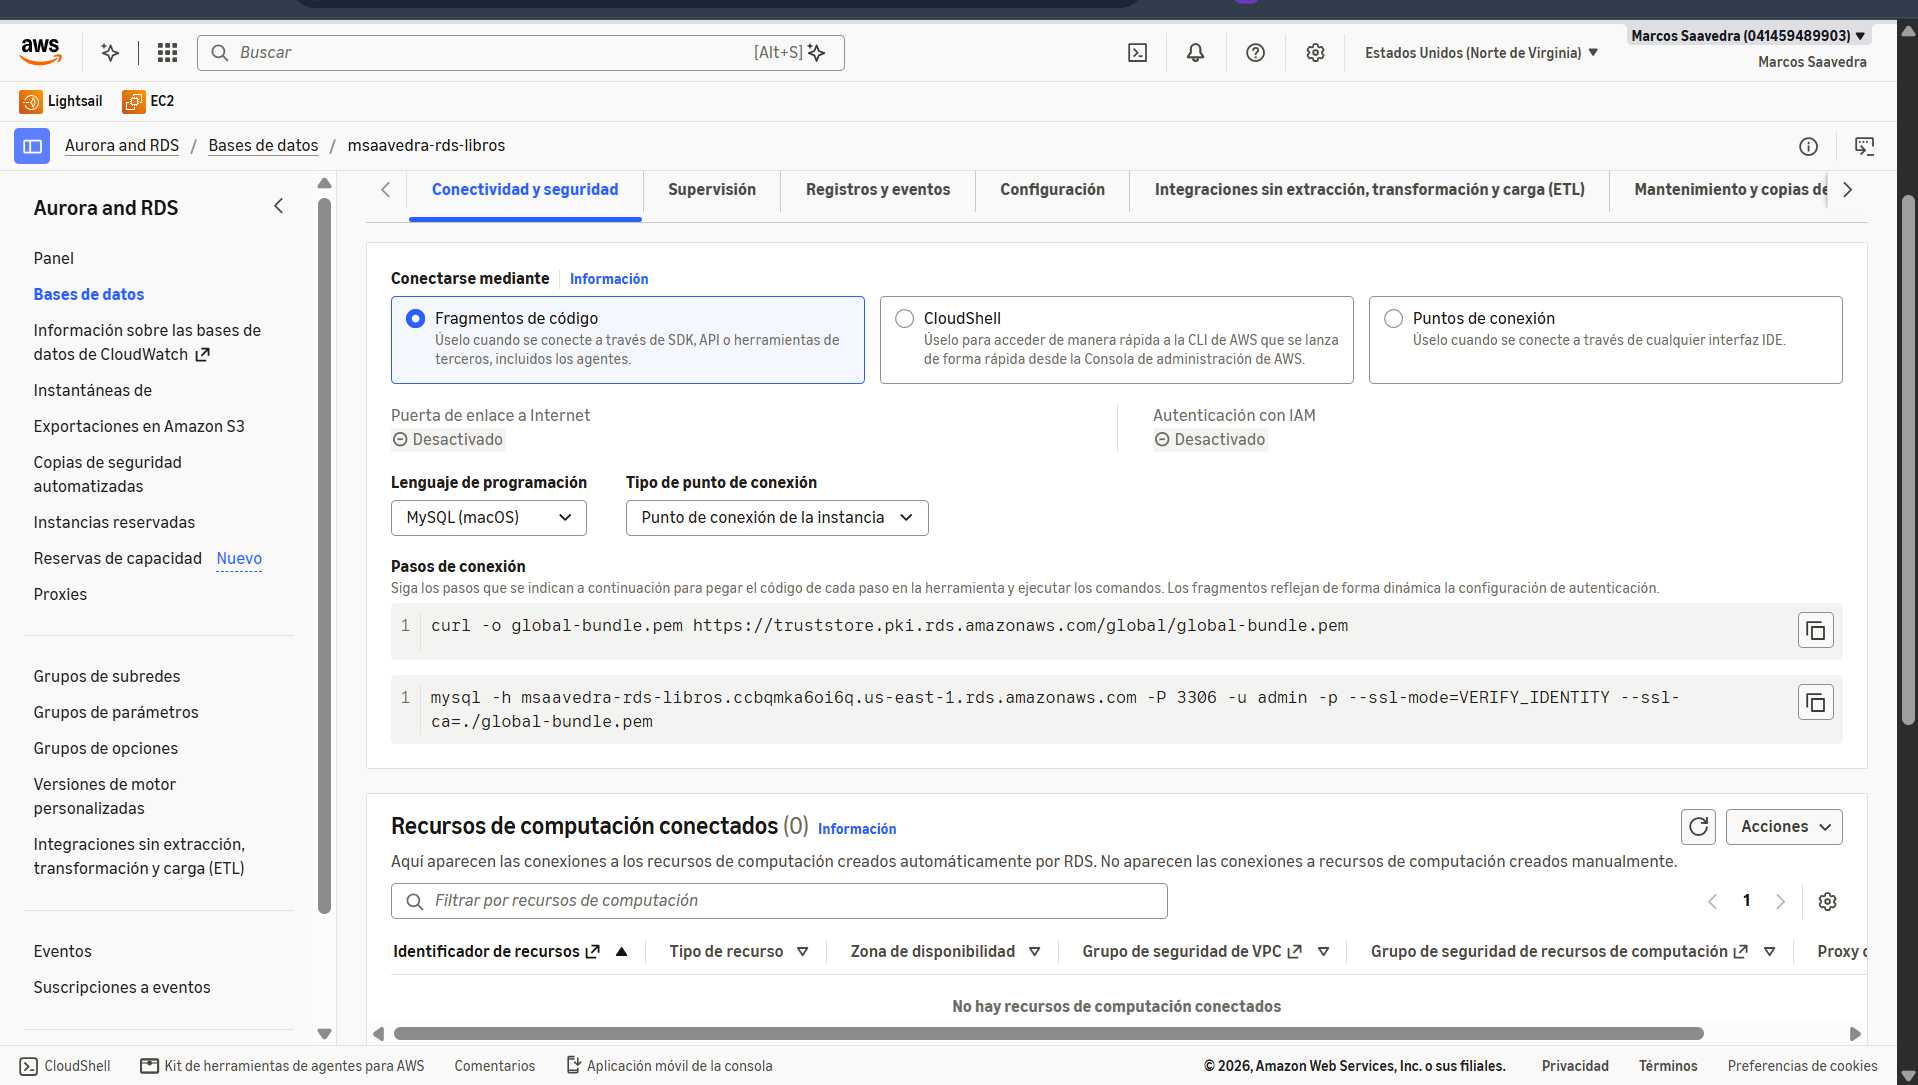 aws
Buscar
[Alt+S]
Estados Unidos (Norte de Virginia)
Marcos Saavedra (041459489903)
Marcos Saavedra
Lightsail
EC2
Aurora and RDS / Bases de datos / msaavedra-rds-libros
Aurora and RDS
Panel
Bases de datos
Información sobre las bases de
datos de CloudWatch
Instantáneas de
Exportaciones en Amazon S3
Copias de seguridad
automatizadas
Instancias reservadas
Reservas de capacidad Nuevo
Proxies
Grupos de subredes
Grupos de parámetros
Grupos de opciones
Versiones de motor
personalizadas
Integraciones sin extracción,
transformación y carga (ETL)
Eventos
Suscripciones a eventos
Conectividad y seguridad
Supervisión
Registros y eventos
Configuración
Integraciones sin extracción, transformación y carga (ETL)
Mantenimiento y copias de
Conectarse mediante
Información
Fragmentos de código
Úselo cuando se conecte a través de SDK, API o herramientas de
terceros, incluidos los agentes.
CloudShell
Úselo para acceder de manera rápida a la CLI de AWS que se lanza
de forma rápida desde la Consola de administración de AWS.
Puntos de conexión
Úselo cuando se conecte a través de cualquier interfaz IDE.
Puerta de enlace a Internet
Desactivado
Autenticación con IAM
Desactivado
Lenguaje de programación
MySQL (macOS)
Tipo de punto de conexión
Punto de conexión de la instancia
Pasos de conexión
Siga los pasos que se indican a continuación para pegar el código de cada paso en la herramienta y ejecutar los comandos. Los fragmentos reflejan de forma dinámica la configuración de autenticación.
1 curl -o global-bundle.pem https://truststore.pki.rds.amazonaws.com/global/global-bundle.pem
1 mysql -h msaavedra-rds-libros.ccbqmka6oi6q.us-east-1.rds.amazonaws.com -P 3306 -u admin -p --ssl-mode=VERIFY_IDENTITY --ssl-
ca=./global-bundle.pem
Recursos de computación conectados (0) Información
Acciones
Aquí aparecen las conexiones a los recursos de computación creados automáticamente por RDS. No aparecen las conexiones a recursos de computación creados manualmente.
Filtrar por recursos de computación
1
Identificador de recursos
Tipo de recurso
Zona de disponibilidad
Grupo de seguridad de VPC
Grupo de seguridad de recursos de computación
Proxy
No hay recursos de computación conectados
CloudShell
Kit de herramientas de agentes para AWS
Comentarios
Aplicación móvil de la consola
© 2026, Amazon Web Services, Inc. o sus filiales.
Privacidad
Términos
Preferencias de cookies